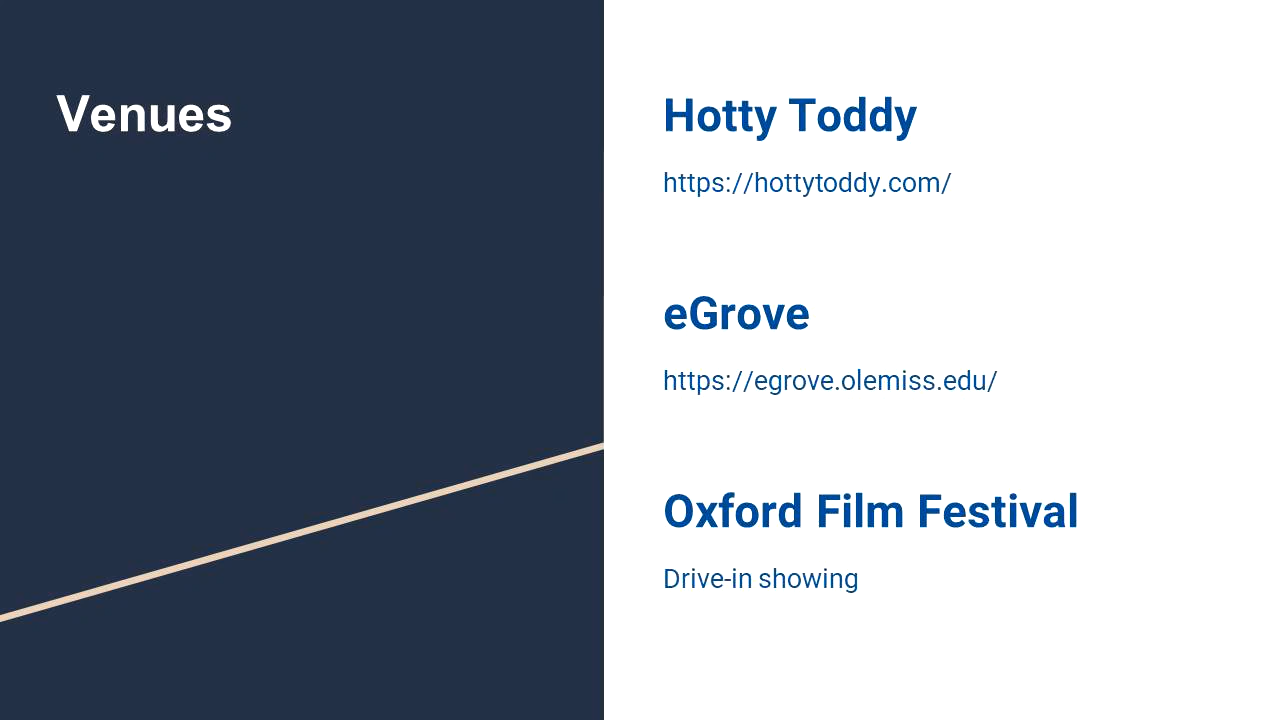 Venues
Hotty Toddy
https://hottytoddy.com/
eGrove
https://egrove.olemiss.edu/
Oxford Film Festival
Drive-in showing